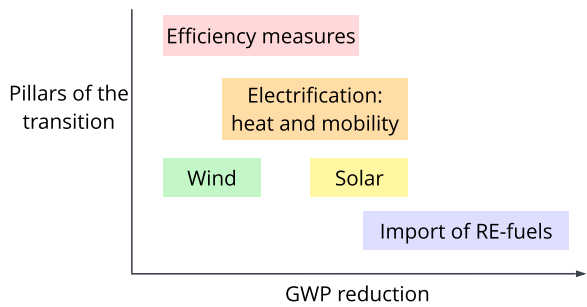 Efficiency measures
Pillars of the
transition
Electrification:
heat and mobility
Wind
Solar
Import of RE-fuels
GWP reduction